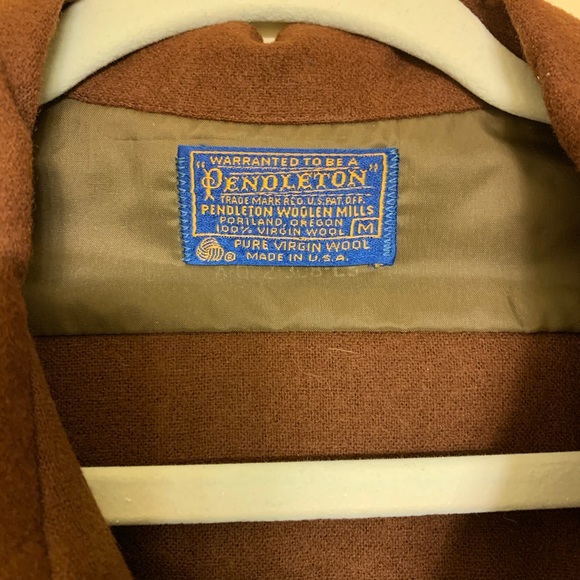 WARRANTED TO BE A
"PENDLETON"
TRADE MARK REG. U.S. PAT. OFF.
PENDLETON WOOLEN MILLS
PORTLAND, OREGON
100% VIRGIN WOOL M
PURE VIRGIN WOOL
® MADE IN U.S.A.